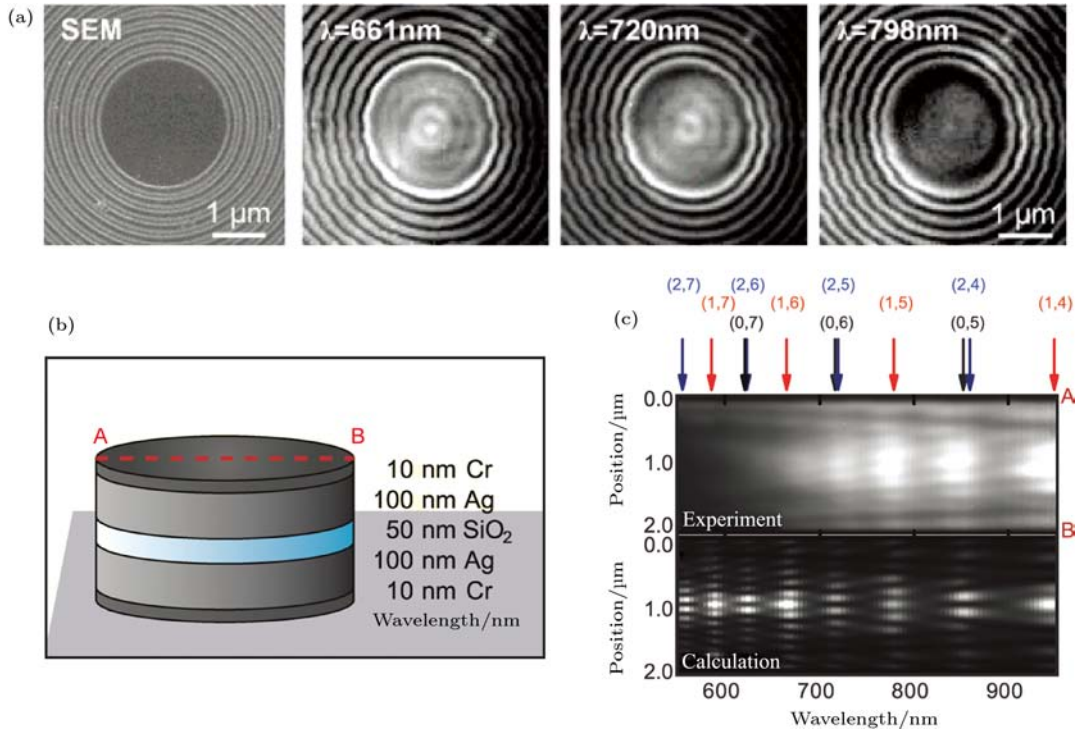 (a)
SEM
1 μm
λ=661nm
λ=720nm
λ=798nm
1 μm
(b)
A
B
10 nm Cr
100 nm Ag
50 nm SiO₂
100 nm Ag
10 nm Cr
Wavelength/nm
(c)
(2,7) (2,6) (2,5) (2,4)
(1,7) (1,6) (1,5) (1,4)
(0,7) (0,6) (0,5)
A
0.0
1.0
2.0
Position/μm
Experiment
B
0.0
1.0
2.0
Position/μm
Calculation
600 700 800 900
Wavelength/nm